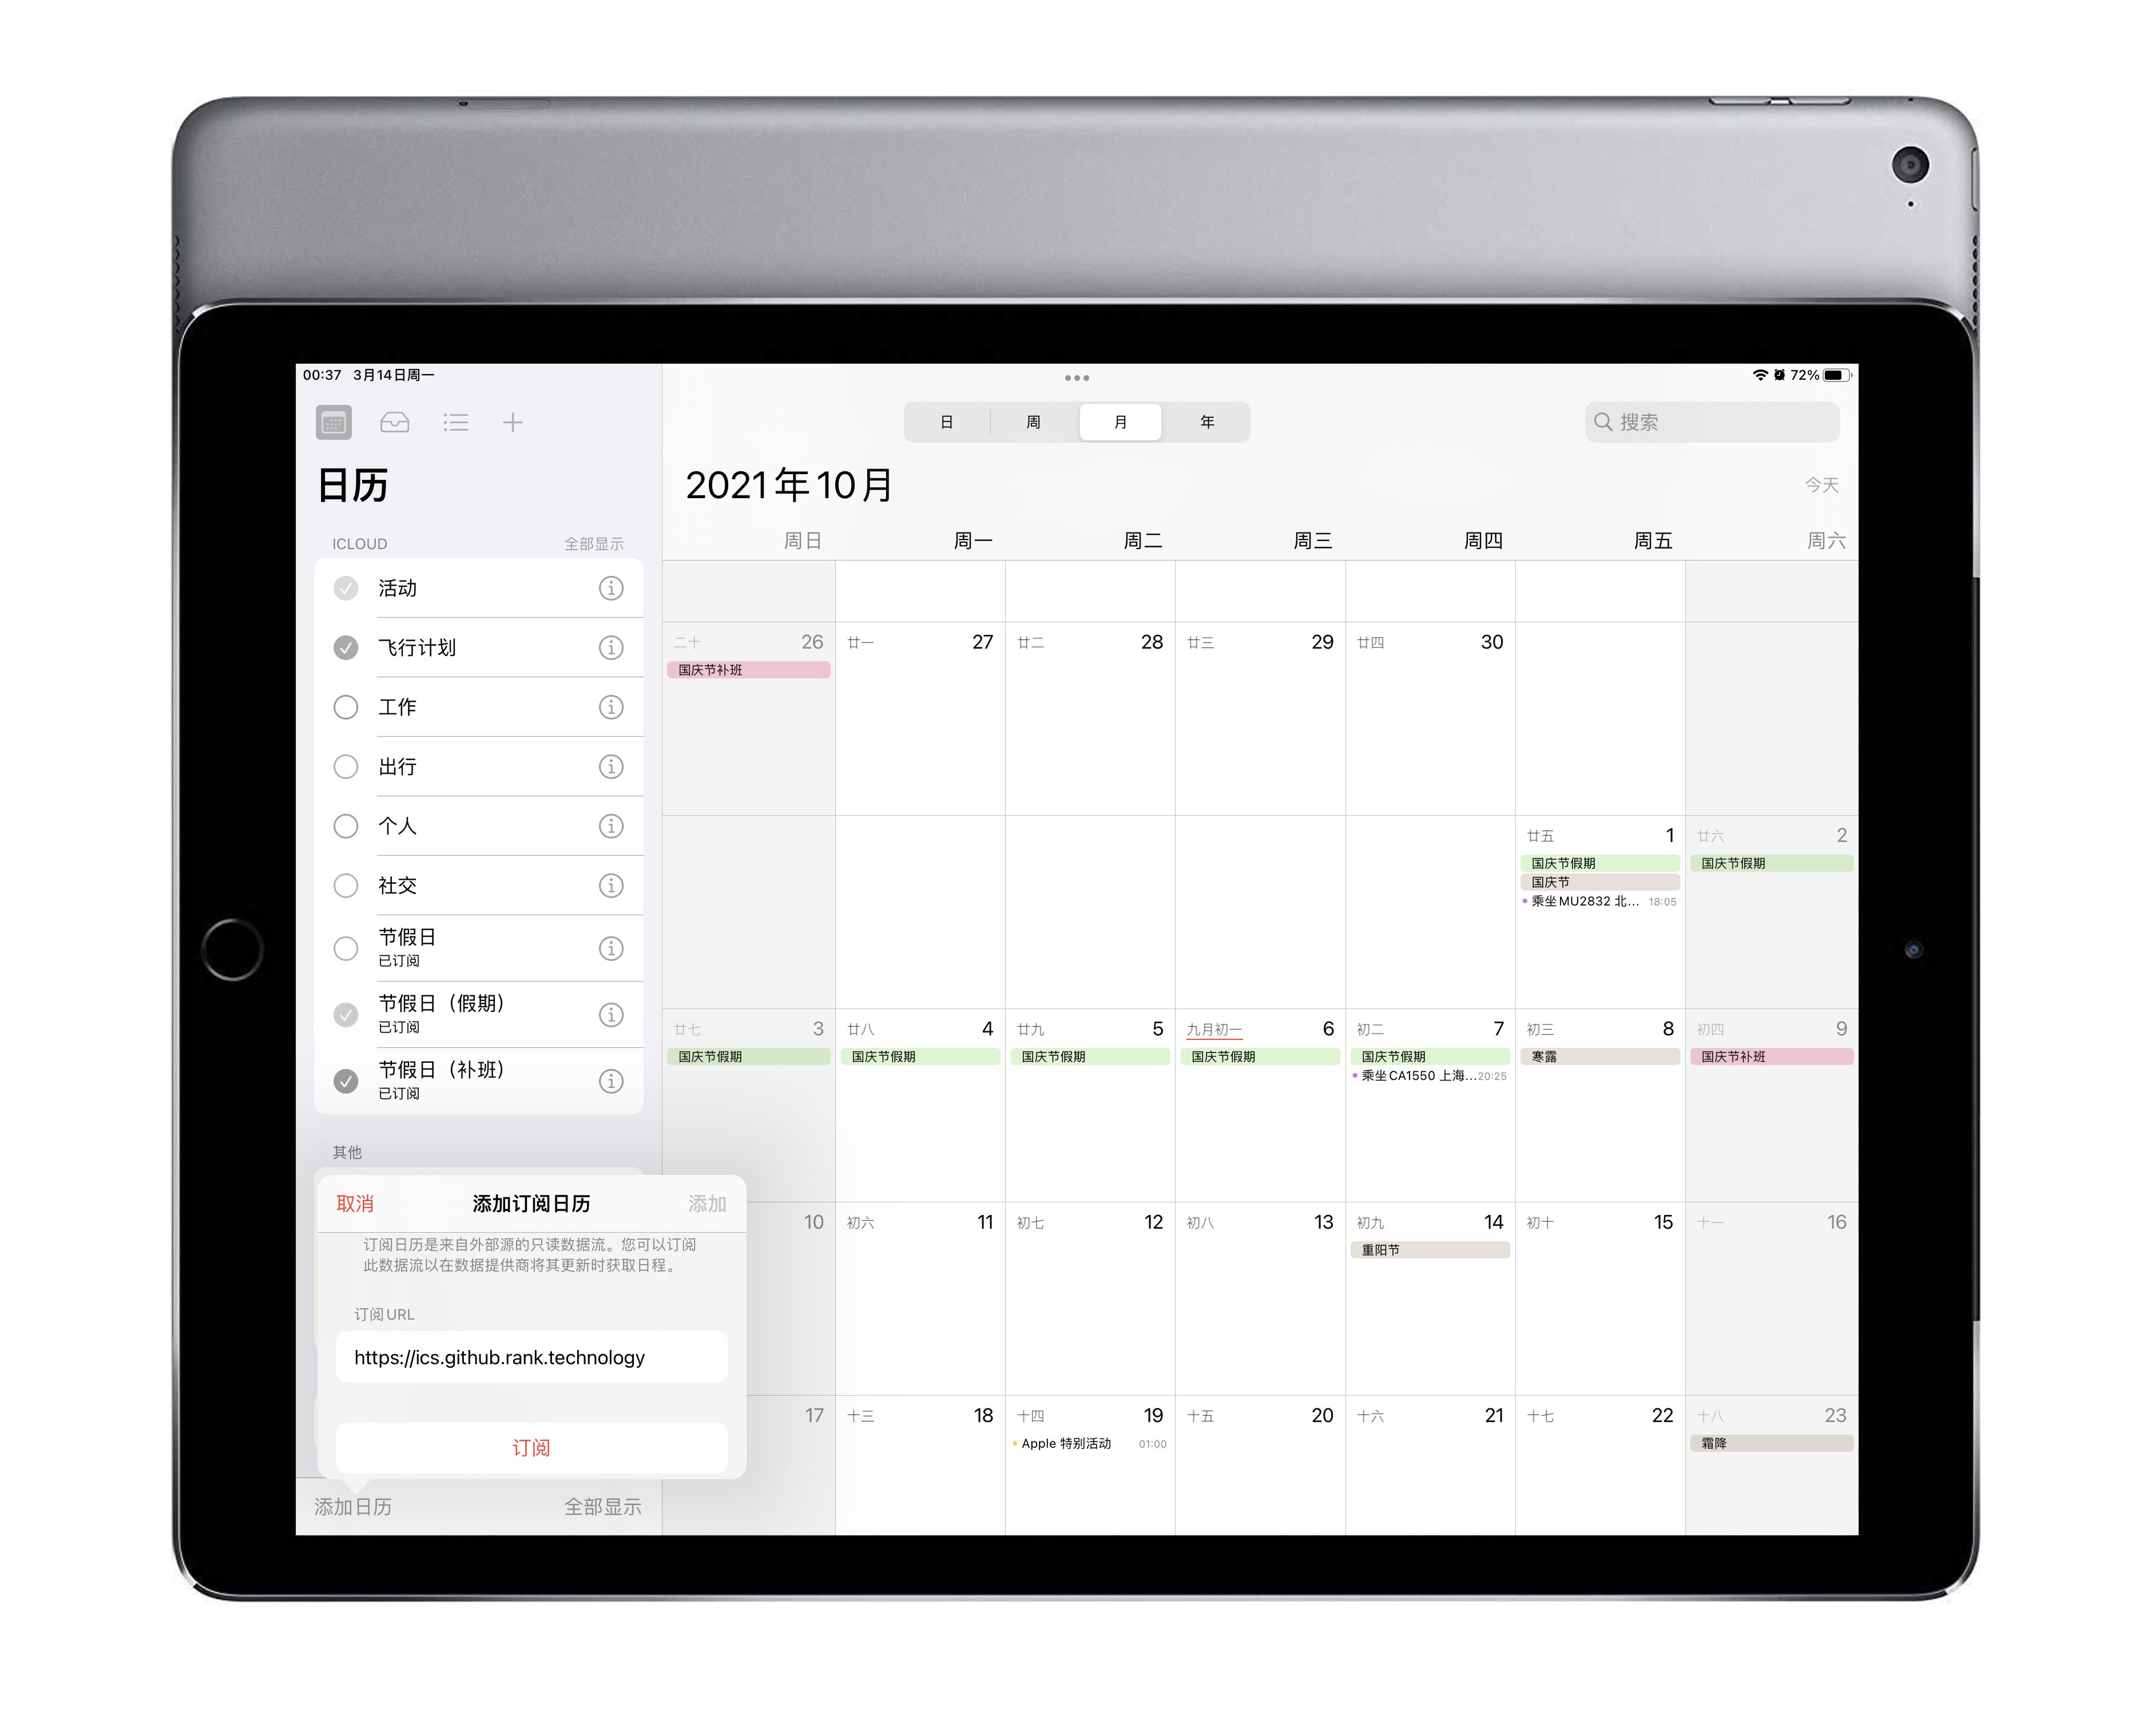 00:37 3月14日周一
72%
日 周 月 年
搜索
日历
2021年10月
今天
ICLOUD 全部显示
活动
飞行计划
工作
出行
个人
社交
节假日
已订阅
节假日（假期）
已订阅
节假日（补班）
已订阅
其他
取消 添加订阅日历 添加
订阅日历是来自外部源的只读数据流。您可以订阅
此数据流以在数据提供商将其更新时获取日程。
订阅URL
https://ics.github.rank.technology
订阅
添加日历 全部显示
周日 周一 周二 周三 周四 周五 周六
二十 26 廿一 27 廿二 28 廿三 29 廿四 30
国庆节补班
廿五 1 廿六 2
国庆节假期 国庆节假期
国庆节
乘坐MU2832 北... 18:05
廿七 3 廿八 4 廿九 5 九月初一 6 初二 7 初三 8 初四 9
国庆节假期 国庆节假期 国庆节假期 国庆节假期 国庆节假期 寒露 国庆节补班
乘坐CA1550 上海... 20:25
10 初六 11 初七 12 初八 13 初九 14 初十 15 十一 16
重阳节
17 十三 18 十四 19 十五 20 十六 21 十七 22 十八 23
Apple 特别活动 01:00 霜降